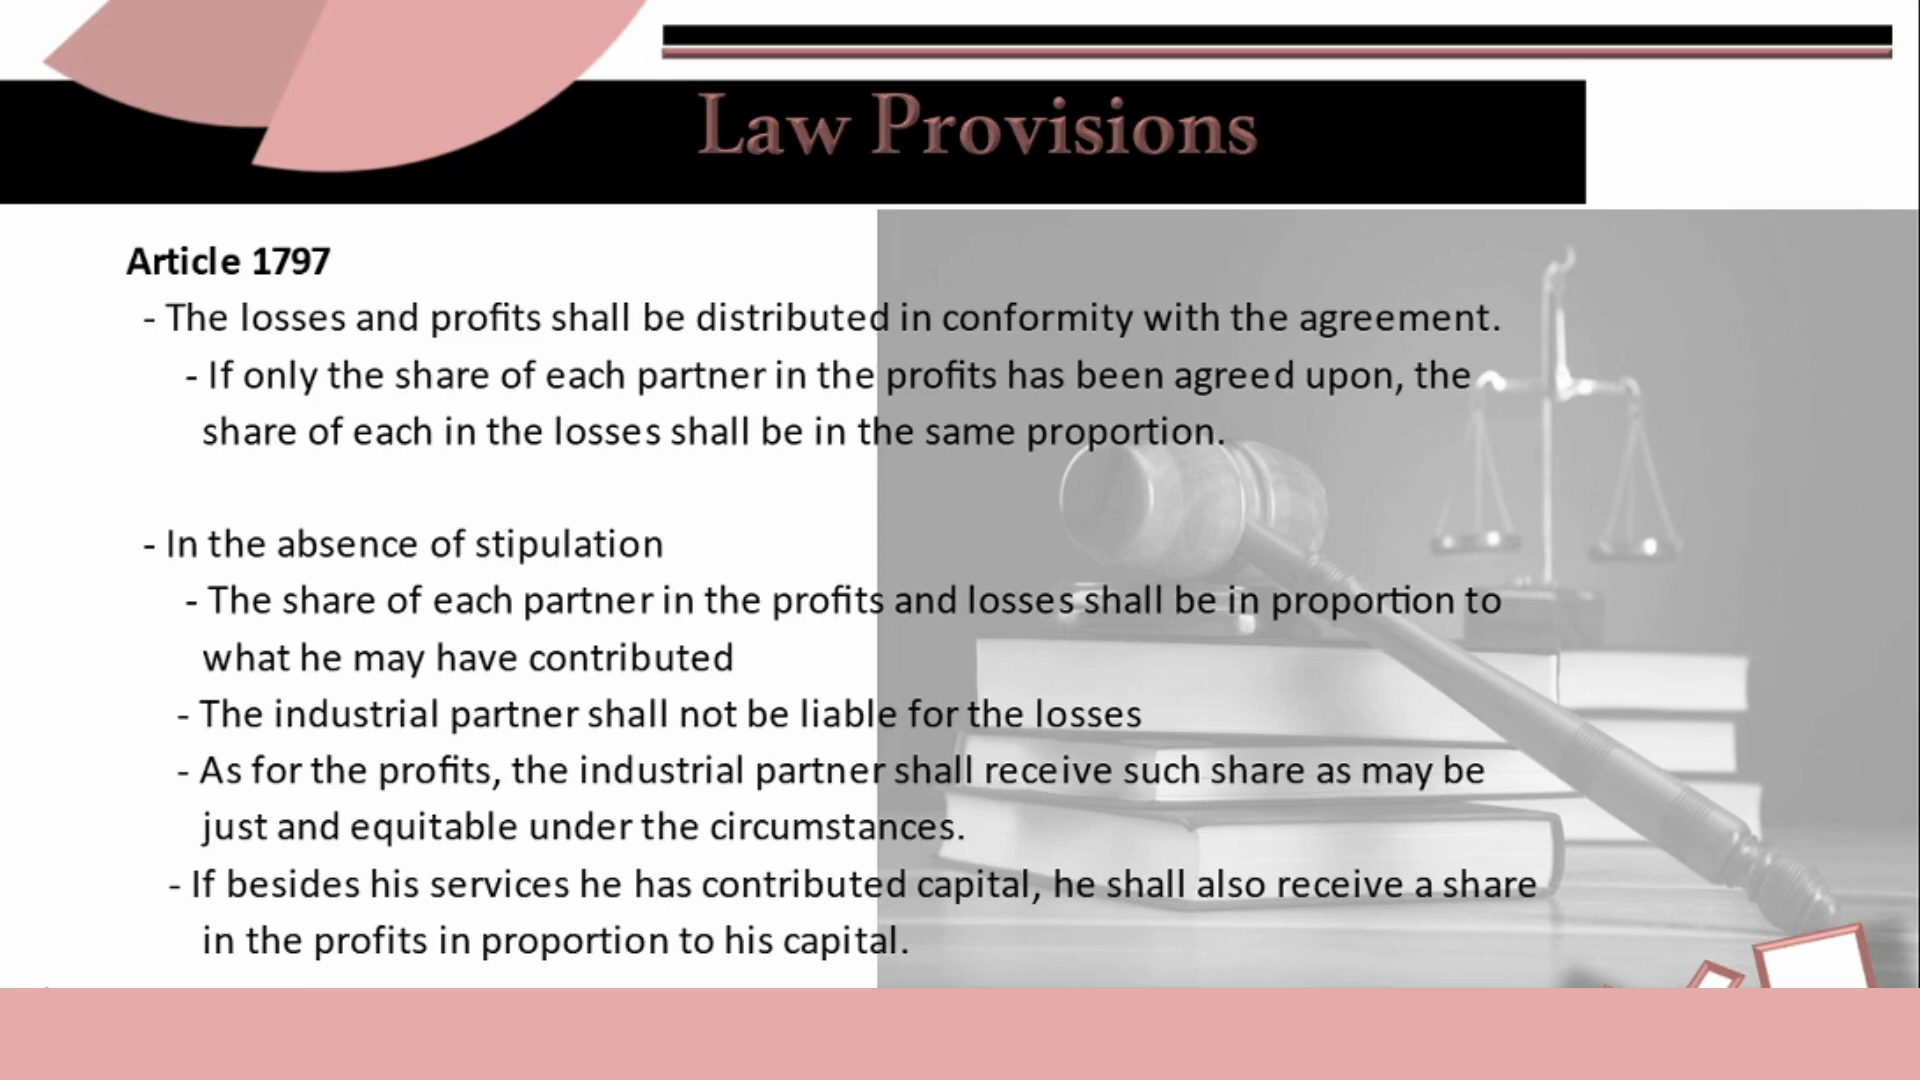 Law Provisions
Article 1797
- The losses and profits shall be distributed in conformity with the agreement.
- If only the share of each partner in the profits has been agreed upon, the
share of each in the losses shall be in the same proportion.
- In the absence of stipulation
- The share of each partner in the profits and losses shall be in proportion to
what he may have contributed
- The industrial partner shall not be liable for the losses
- As for the profits, the industrial partner shall receive such share as may be
just and equitable under the circumstances.
- If besides his services he has contributed capital, he shall also receive a share
in the profits in proportion to his capital.